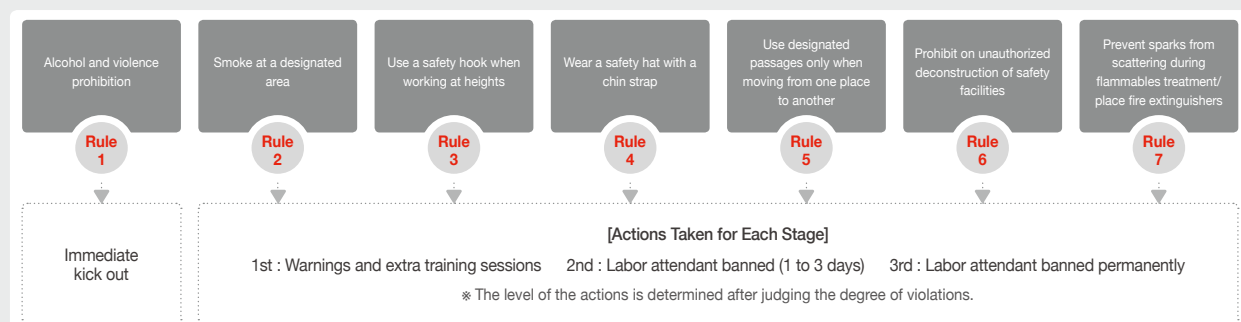 Alcohol and violence
prohibition
Rule
1
Smoke at a designated
area
Rule
2
Use a safety hook when
working at heights
Rule
3
Wear a safety hat with a
chin strap
Rule
4
Use designated
passages only when
moving from one place
to another
Rule
5
Prohibit on unauthorized
deconstruction of safety
facilities
Rule
6
Prevent sparks from
scattering during
flammables treatment/
place fire extinguishers
Rule
7
Immediate
kick out
[Actions Taken for Each Stage]
1st : Warnings and extra training sessions 2nd : Labor attendant banned (1 to 3 days) 3rd : Labor attendant banned permanently
※ The level of the actions is determined after judging the degree of violations.